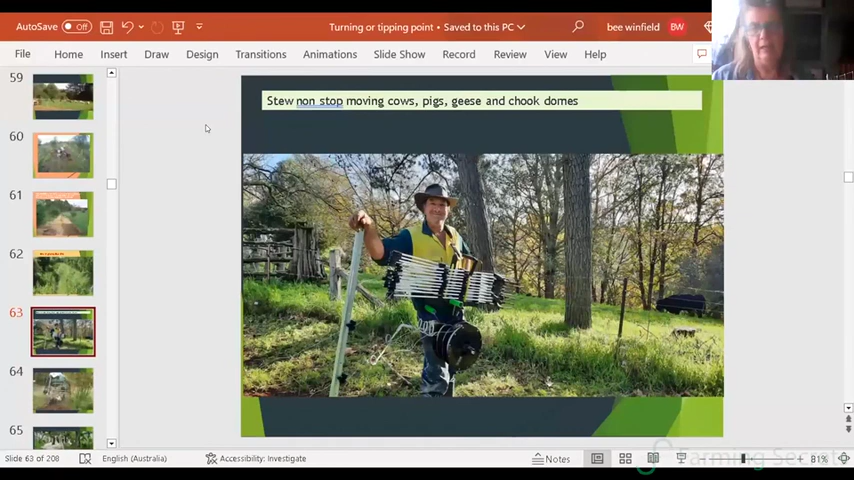 AutoSave Off Turning or tipping point • Saved to this PC bee winfield BW
File Home Insert Draw Design Transitions Animations Slide Show Record Review View Help
59
60
61
62
63
64
65
Stew non stop moving cows, pigs, geese and chook domes
Slide 63 of 208 English (Australia) Accessibility: Investigate Notes 81%
Farming Secrets